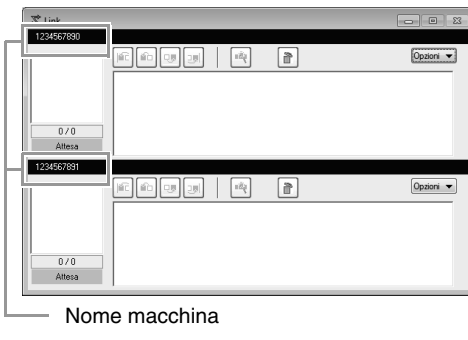 Link
1234567890
Opzioni
0 / 0
Attesa
1234567891
Opzioni
0 / 0
Attesa
Nome macchina